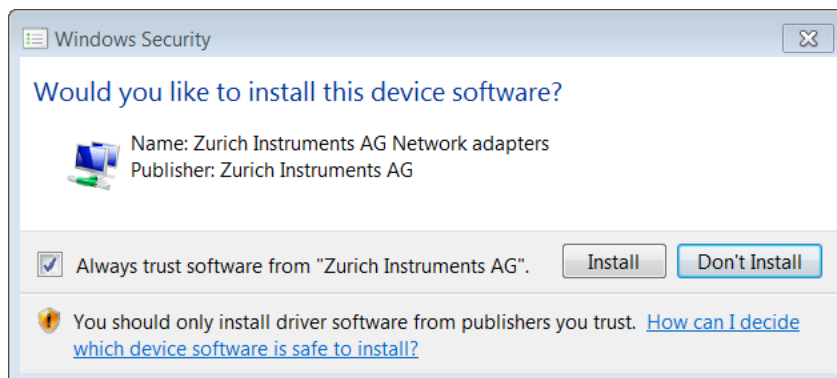 Windows Security
Would you like to install this device software?
Name: Zurich Instruments AG Network adapters
Publisher: Zurich Instruments AG
Always trust software from "Zurich Instruments AG".
Install
Don't Install
You should only install driver software from publishers you trust. How can I decide
which device software is safe to install?